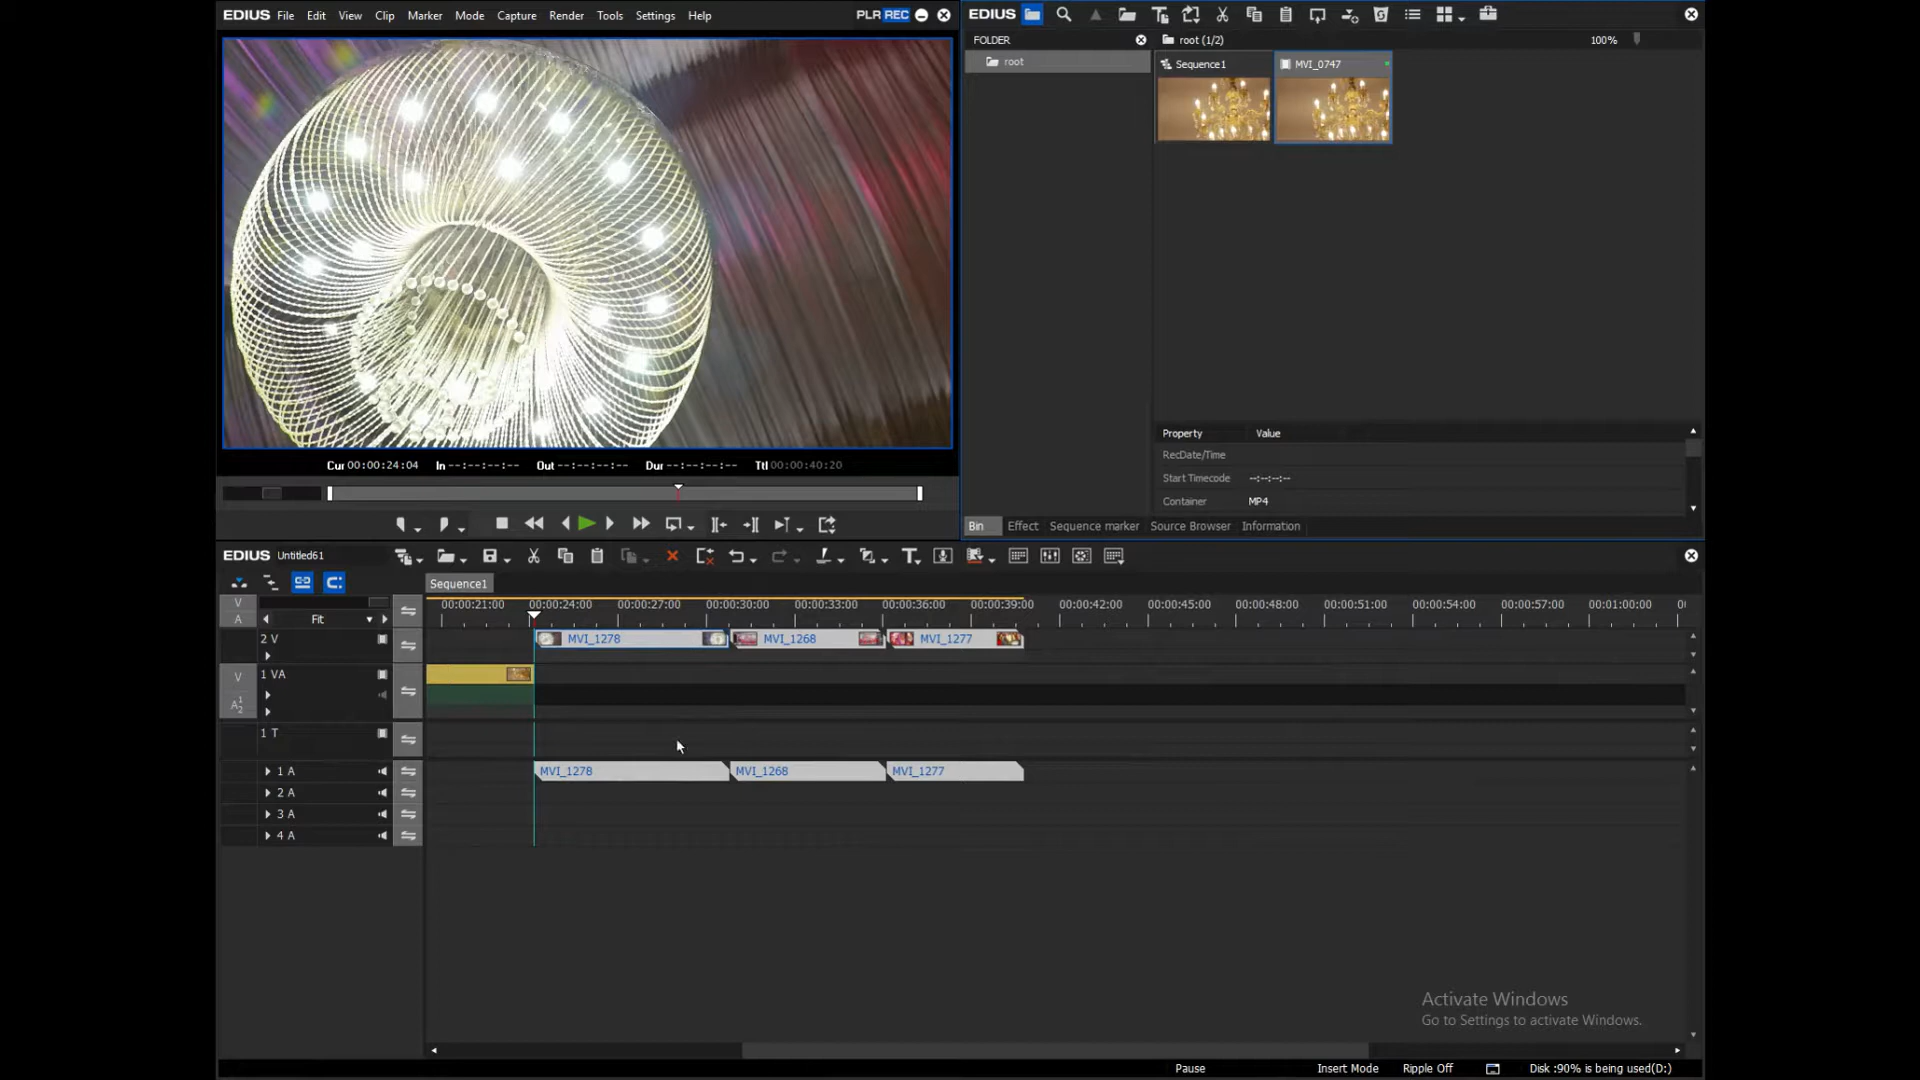 EDIUS File Edit View Clip Marker Mode Capture Render Tools Settings Help PLR REC
EDIUS
FOLDER
root (1/2)
100%
root
Sequence1
MVI_0747
Property Value
RecDate/Time
Start Timecode --:--:--:--
Container MP4
Cur 00:00:24:04 In --:--:--:-- Out --:--:--:-- Dur --:--:--:-- Ttl 00:00:40:20
Bin Effect Sequence marker Source Browser Information
EDIUS Untitled61
Sequence1
V
A
Fit
00:00:21:00 00:00:24:00 00:00:27:00 00:00:30:00 00:00:33:00 00:00:36:00 00:00:39:00 00:00:42:00 00:00:45:00 00:00:48:00 00:00:51:00 00:00:54:00 00:00:57:00 00:01:00:00
2 V
MVI_1278 MVI_1268 MVI_1277
V
1 VA
A 1 2
1 T
1 A
MVI_1278 MVI_1268 MVI_1277
2 A
3 A
4 A
Activate Windows
Go to Settings to activate Windows.
Pause Insert Mode Ripple Off Disk :90% is being used(D:)